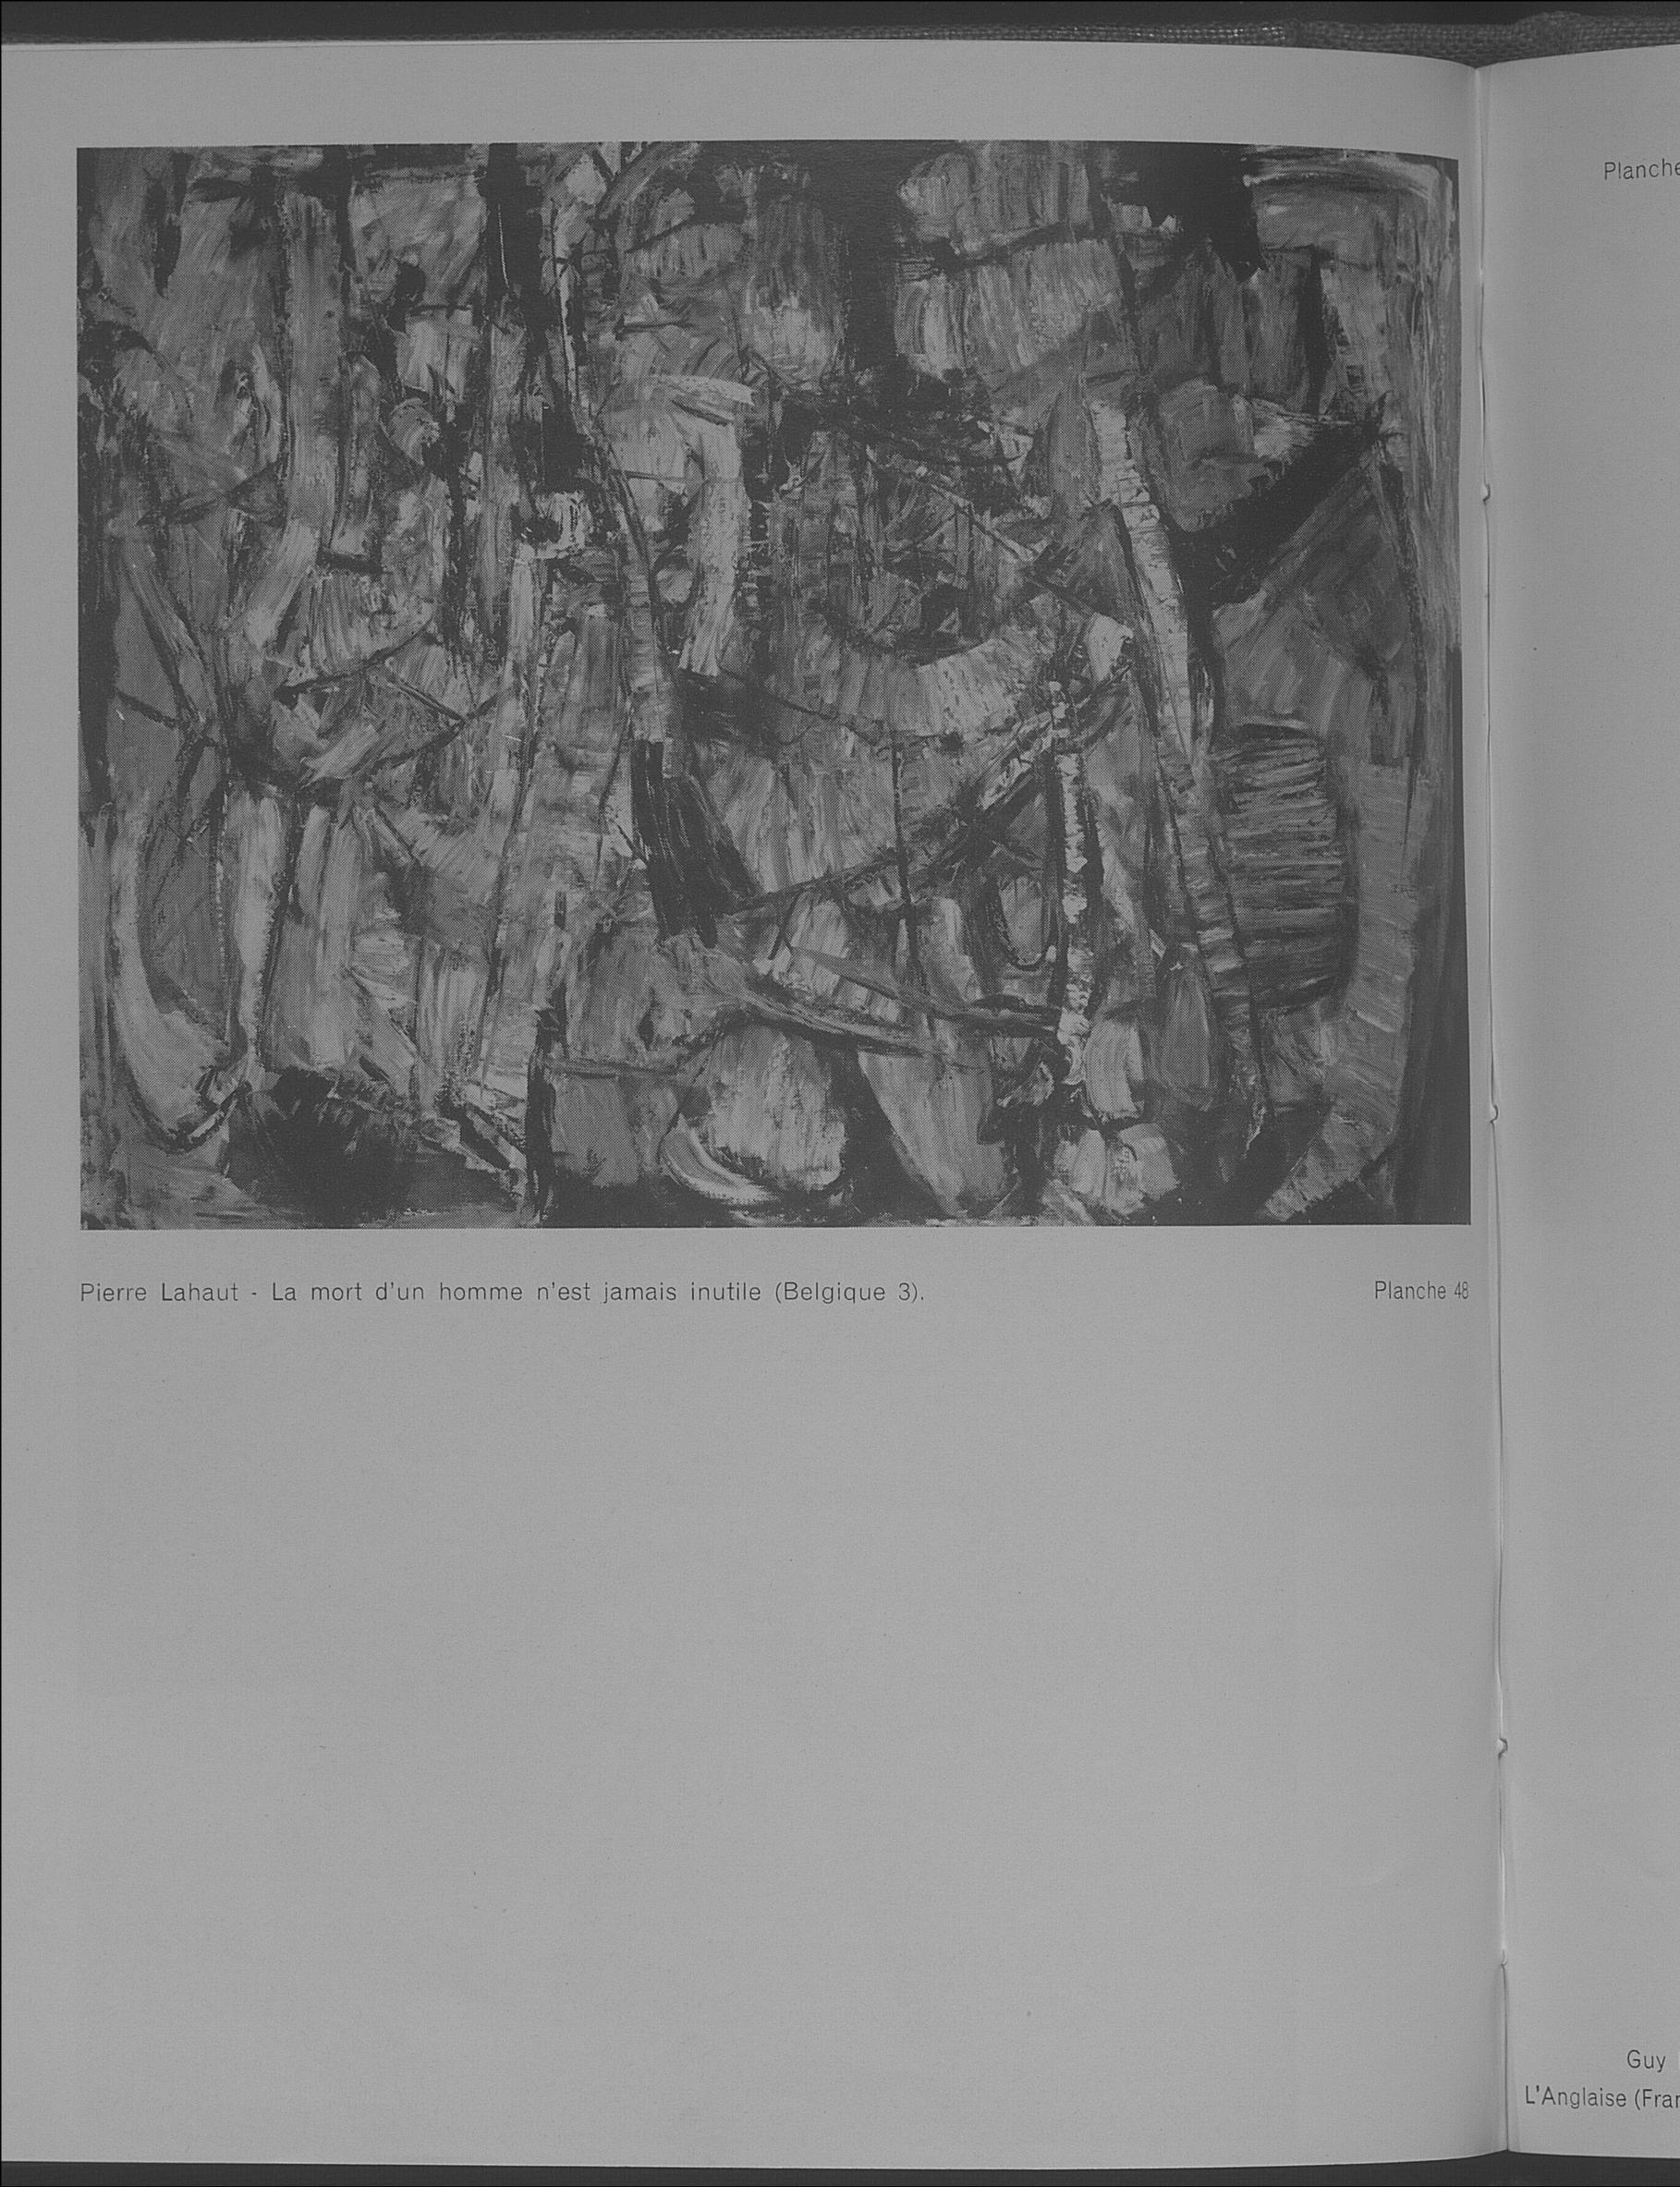 Pierre Lahaut - La mort d'un homme n'est jamais inutile (Belgique 3).
Planche 48
Planche
Guy
L'Anglaise (Fran